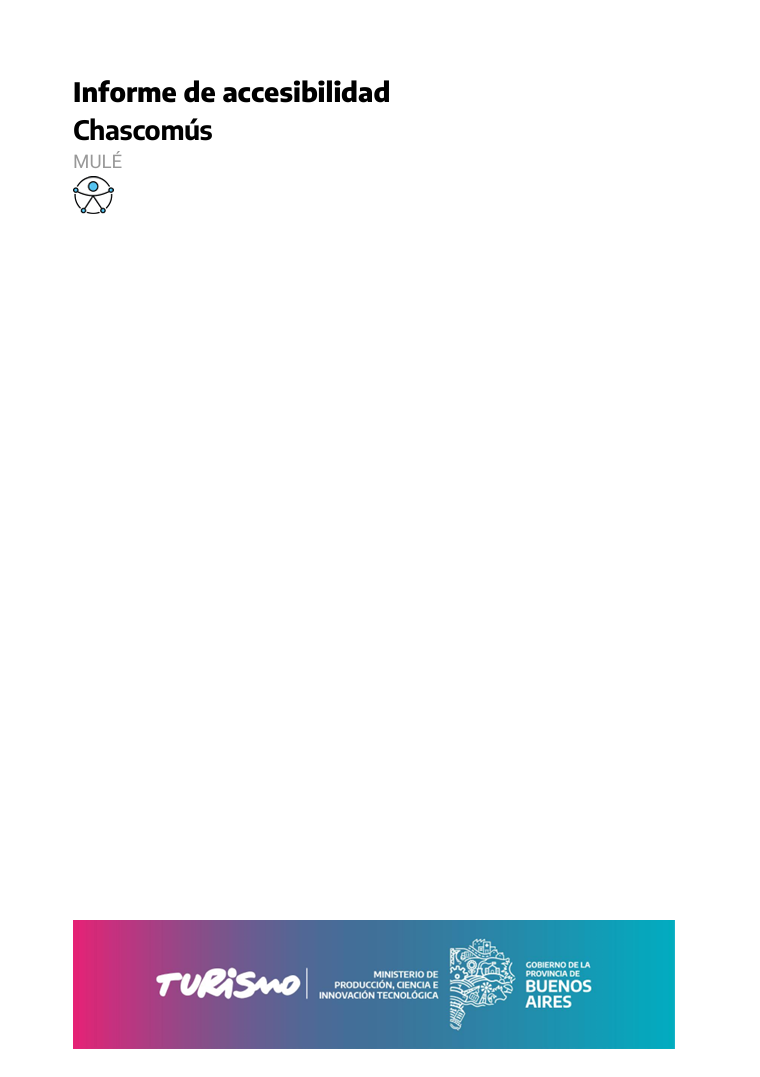 Informe de accesibilidad
Chascomús
MULÉ
TURiSMO
MINISTERIO DE
PRODUCCIÓN, CIENCIA E
INNOVACIÓN TECNOLÓGICA
GOBIERNO DE LA
PROVINCIA DE
BUENOS
AIRES